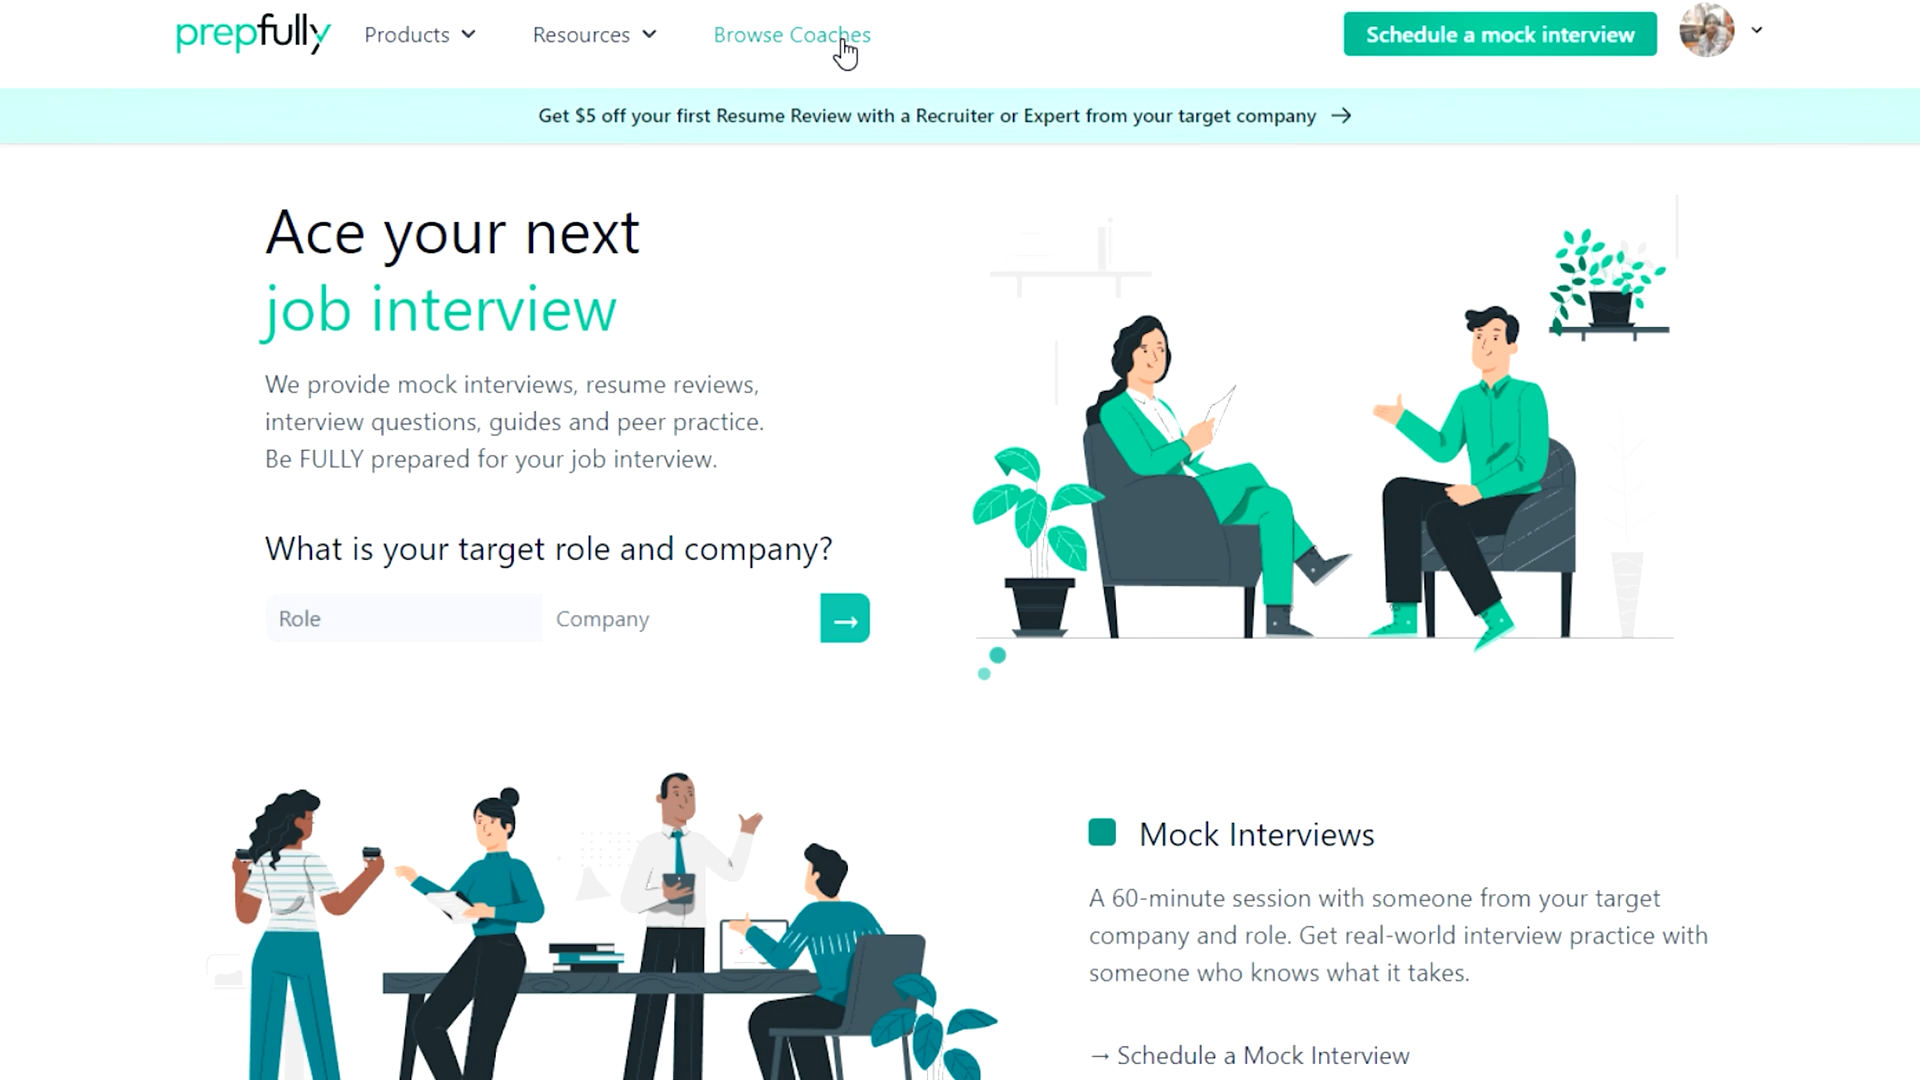 prepfully
Products
Resources
Browse Coaches
Schedule a mock interview
Get $5 off your first Resume Review with a Recruiter or Expert from your target company →
Ace your next
job interview
We provide mock interviews, resume reviews,
interview questions, guides and peer practice.
Be FULLY prepared for your job interview.
What is your target role and company?
Role
Company
→
Mock Interviews
A 60-minute session with someone from your target
company and role. Get real-world interview practice with
someone who knows what it takes.
→ Schedule a Mock Interview